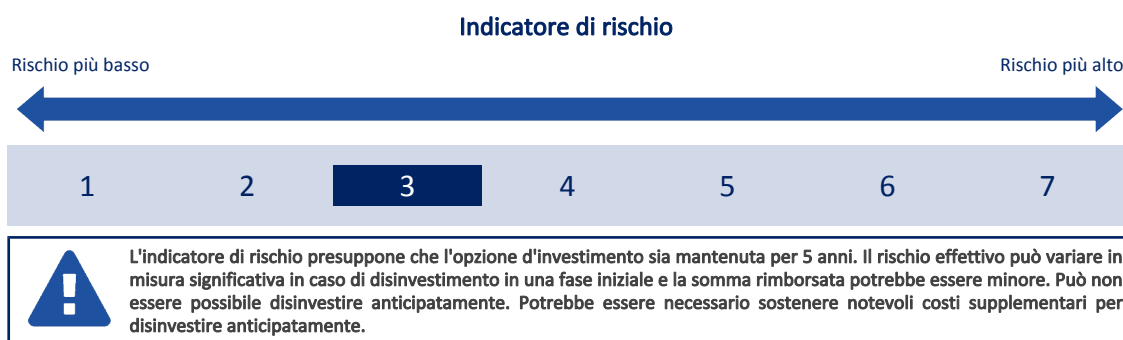 Indicatore di rischio
Rischio più basso
Rischio più alto
1 2 3 4 5 6 7
L'indicatore di rischio presuppone che l'opzione d'investimento sia mantenuta per 5 anni. Il rischio effettivo può variare in
misura significativa in caso di disinvestimento in una fase iniziale e la somma rimborsata potrebbe essere minore. Può non
essere possibile disinvestire anticipatamente. Potrebbe essere necessario sostenere notevoli costi supplementari per
disinvestire anticipatamente.